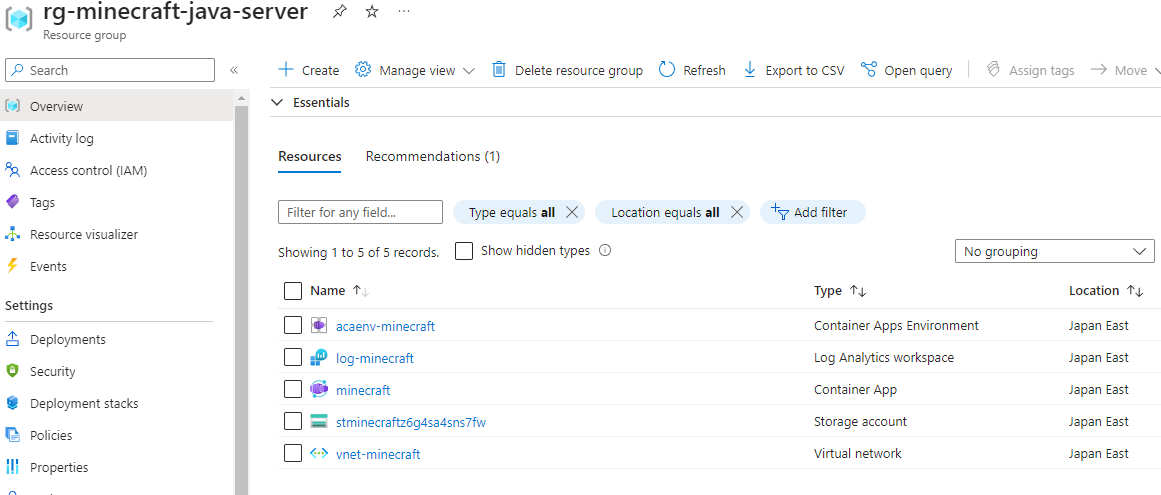 rg-minecraft-java-server
Resource group
Search
Create Manage view Delete resource group Refresh Export to CSV Open query Assign tags Move
Essentials
Overview
Activity log
Access control (IAM)
Tags
Resource visualizer
Events
Settings
Deployments
Security
Deployment stacks
Policies
Properties
Resources Recommendations (1)
Filter for any field... Type equals all Location equals all Add filter
Showing 1 to 5 of 5 records. Show hidden types No grouping
Name Type Location
acaenv-minecraft Container Apps Environment Japan East
log-minecraft Log Analytics workspace Japan East
minecraft Container App Japan East
stminecraftz6g4sa4sns7fw Storage account Japan East
vnet-minecraft Virtual network Japan East